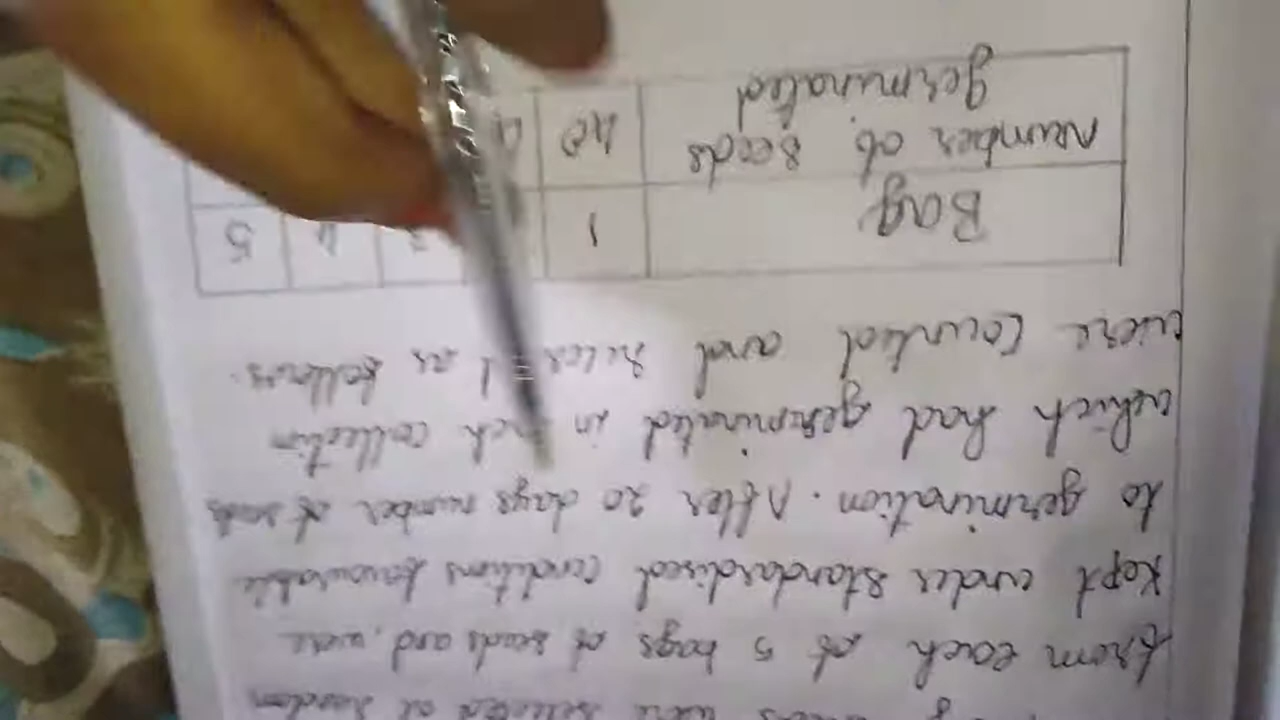 were selected at random
from each of 5 bags of seeds and were
kept under standardised conditions favourable
to germination. After 20 days number of seeds
which had germinated in collection
were counted and as follows.
Bag 1 3 4 5
Number of seeds 40
germinated